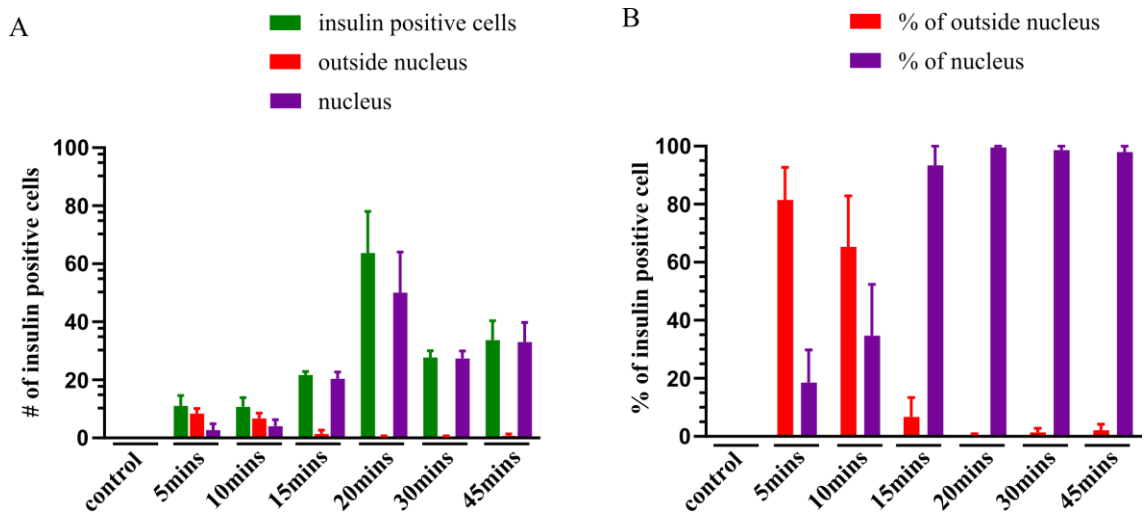 A
insulin positive cells
outside nucleus
nucleus
# of insulin positive cells
100
80
60
40
20
0
control
5mins
10mins
15mins
20mins
30mins
45mins
B
% of outside nucleus
% of nucleus
% of insulin positive cell
100
80
60
40
20
0
control
5mins
10mins
15mins
20mins
30mins
45mins